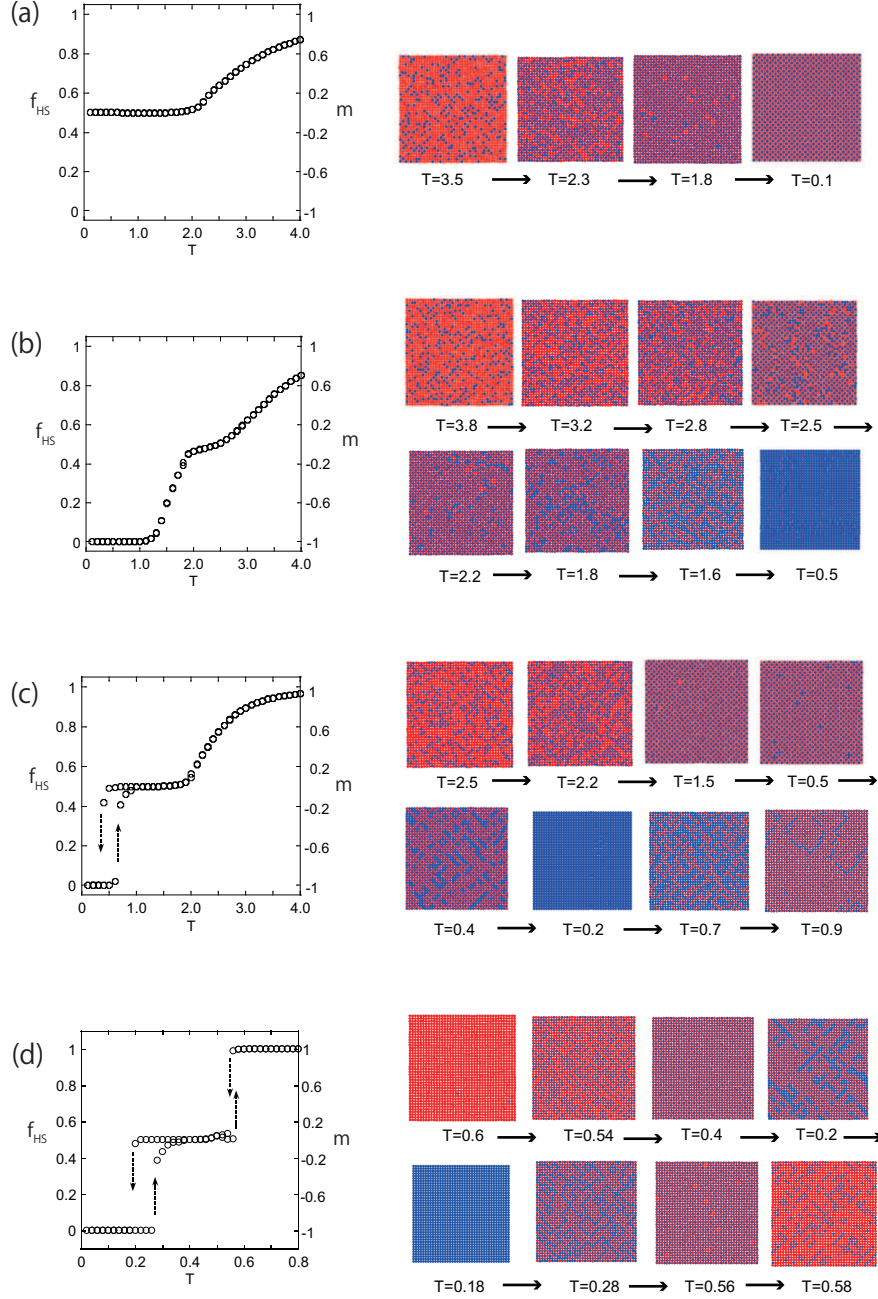 (a)
1
0.8
0.6
0.4
0.2
0
f_HS
1
0.6
0.2
-0.2
-0.6
-1
m
0 1.0 2.0 3.0 4.0
T
T=3.5 T=2.3 T=1.8 T=0.1
(b)
1
0.8
0.6
0.4
0.2
0
f_HS
1
0.6
0.2
-0.2
-0.6
-1
m
0 1.0 2.0 3.0 4.0
T
T=3.8 T=3.2 T=2.8 T=2.5
T=2.2 T=1.8 T=1.6 T=0.5
(c)
1
0.8
0.6
0.4
0.2
0
f_HS
1
0.6
0.2
-0.2
-0.6
-1
m
0 1.0 2.0 3.0 4.0
T
T=2.5 T=2.2 T=1.5 T=0.5
T=0.4 T=0.2 T=0.7 T=0.9
(d)
1
0.8
0.6
0.4
0.2
0
f_HS
1
0.6
0.2
-0.2
-0.6
-1
m
0 0.2 0.4 0.6 0.8
T
T=0.6 T=0.54 T=0.4 T=0.2
T=0.18 T=0.28 T=0.56 T=0.58